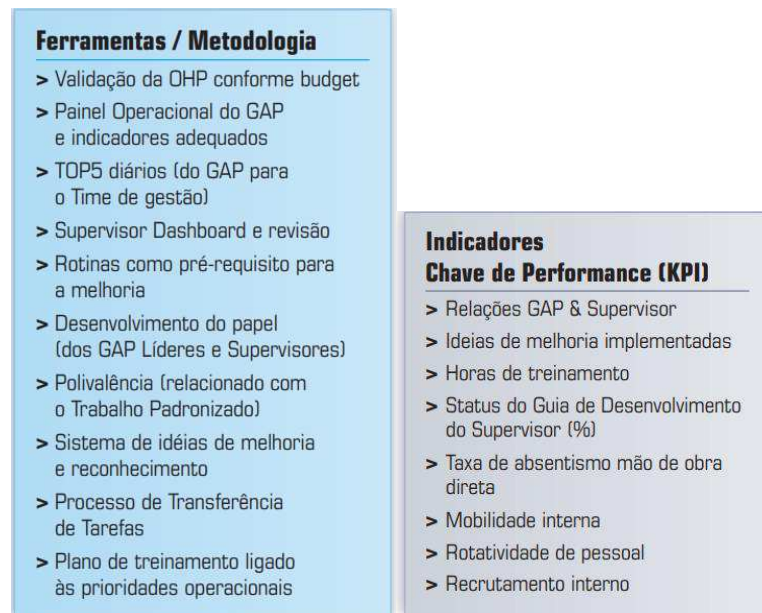 Ferramentas / Metodologia
> Validação da OHP conforme budget
> Painel Operacional do GAP
e indicadores adequados
> TOP5 diários (do GAP para
o Time de gestão)
> Supervisor Dashboard e revisão
> Rotinas como pré-requisito para
a melhoria
> Desenvolvimento do papel
(dos GAP Líderes e Supervisores)
> Polivalência (relacionado com
o Trabalho Padronizado)
> Sistema de idéias de melhoria
e reconhecimento
> Processo de Transferência
de Tarefas
> Plano de treinamento ligado
às prioridades operacionais
Indicadores
Chave de Performance (KPI)
> Relações GAP & Supervisor
> Ideias de melhoria implementadas
> Horas de treinamento
> Status do Guia de Desenvolvimento
do Supervisor (%)
> Taxa de absentismo mão de obra
direta
> Mobilidade interna
> Rotatividade de pessoal
> Recrutamento interno